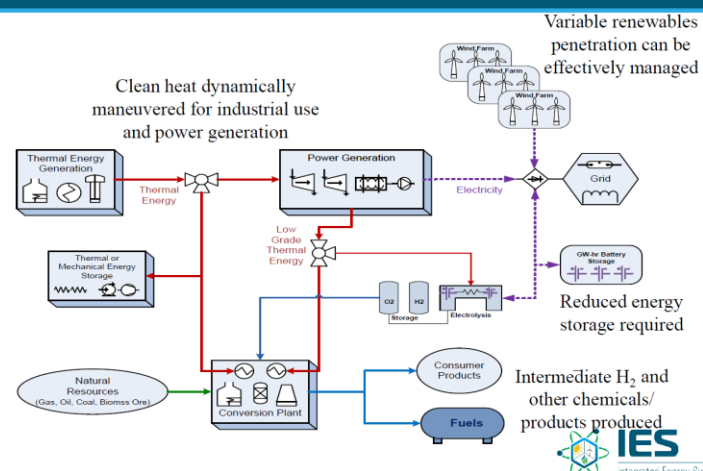 Variable renewables
penetration can be
effectively managed
Clean heat dynamically
maneuvered for industrial use
and power generation
Wind Farm
Wind Farm
Wind Farm
Thermal Energy
Generation
Thermal
Energy
Power Generation
Electricity
Grid
Low
Grade
Thermal
Energy
Thermal or
Mechanical Energy
Storage
GW-hr Battery
Storage
O2
H2
Storage
Electrolysis
Reduced energy
storage required
Natural
Resources
(Gas, Oil, Coal, Biomss Ore)
Conversion Plant
Consumer
Products
Fuels
Intermediate H₂ and
other chemicals/
products produced
IES
Integrated Energy